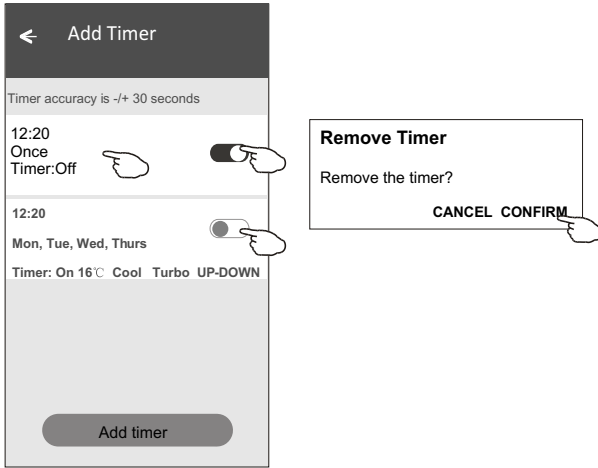 Add Timer
Timer accuracy is -/+ 30 seconds
12:20
Once
Timer:Off
12:20
Mon, Tue, Wed, Thurs
Timer: On 16℃ Cool Turbo UP-DOWN
Add timer
Remove Timer
Remove the timer?
CANCEL CONFIRM